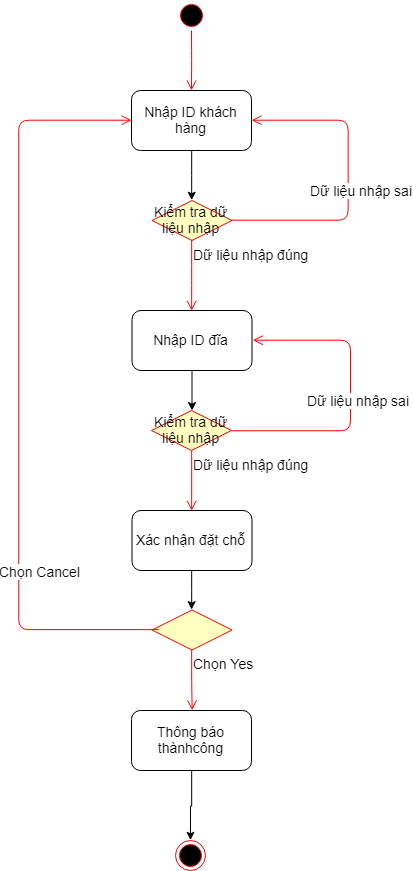 Nhập ID khách
hàng
Dữ liệu nhập sai
Kiểm tra dữ
liệu nhập
Dữ liệu nhập đúng
Nhập ID đĩa
Dữ liệu nhập sai
Kiểm tra dữ
liệu nhập
Dữ liệu nhập đúng
Xác nhận đặt chỗ
Chọn Cancel
Chọn Yes
Thông báo
thànhcông